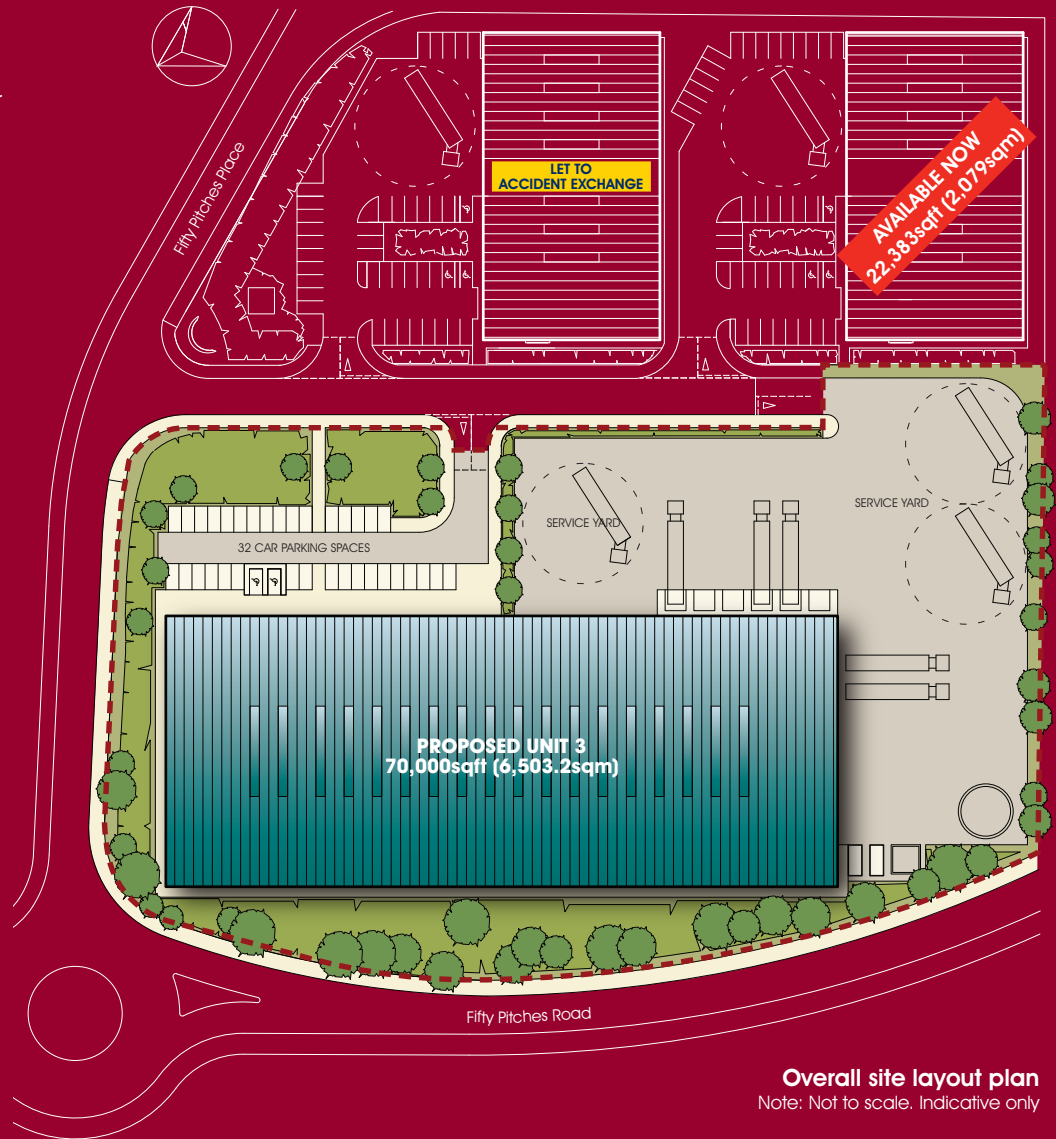 Fifty Pitches Place
LET TO
ACCIDENT EXCHANGE
AVAILABLE NOW
22,383sqft (2,079sqm)
SERVICE YARD
SERVICE YARD
32 CAR PARKING SPACES
PROPOSED UNIT 3
70,000sqft (6,503.2sqm)
Fifty Pitches Road
Overall site layout plan
Note: Not to scale. Indicative only